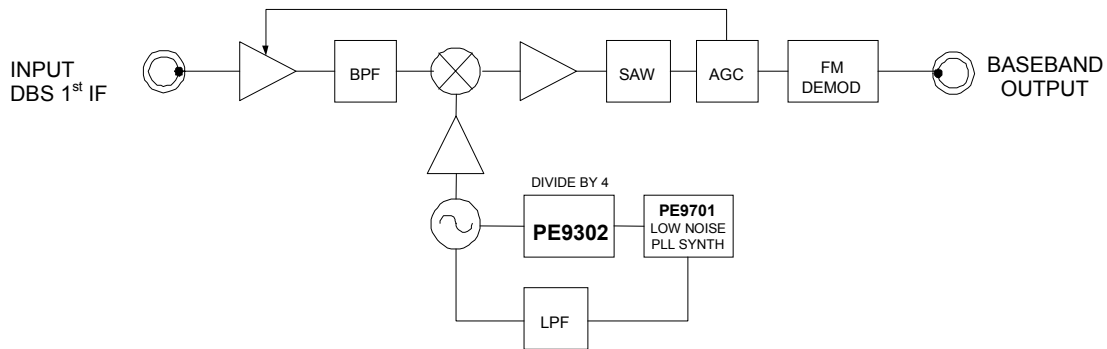 INPUT
DBS 1st IF
BPF
SAW
AGC
FM
DEMOD
BASEBAND
OUTPUT
DIVIDE BY 4
PE9302
PE9701
LOW NOISE
PLL SYNTH
LPF